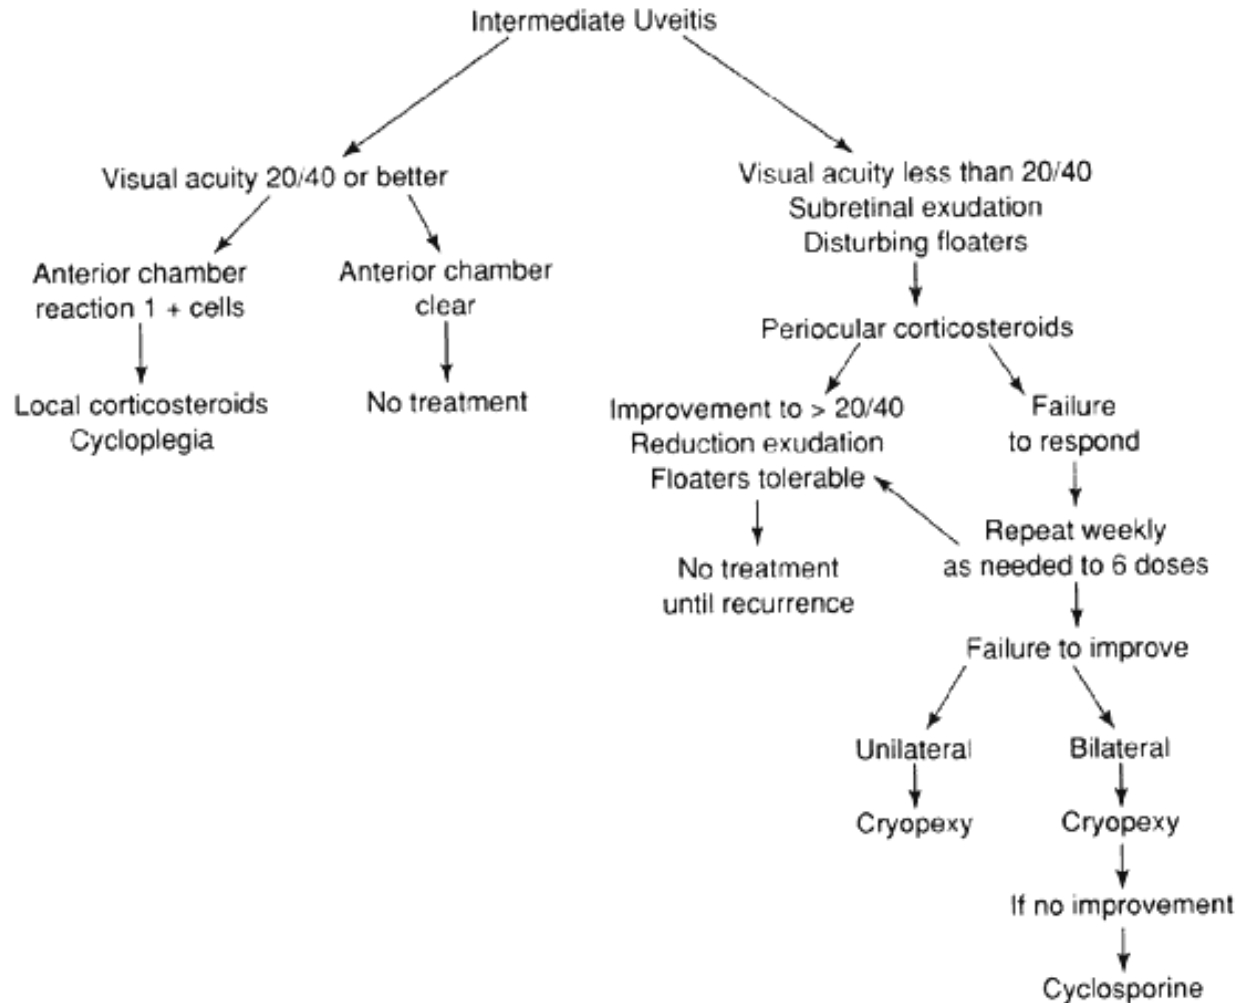 Intermediate Uveitis
Visual acuity 20/40 or better
Anterior chamber
reaction 1 + cells
Local corticosteroids
Cycloplegia
Anterior chamber
clear
No treatment
Visual acuity less than 20/40
Subretinal exudation
Disturbing floaters
Periocular corticosteroids
Improvement to > 20/40
Reduction exudation
Floaters tolerable
No treatment
until recurrence
Failure
to respond
Repeat weekly
as needed to 6 doses
Failure to improve
Unilateral
Cryopexy
Bilateral
Cryopexy
If no improvement
Cyclosporine